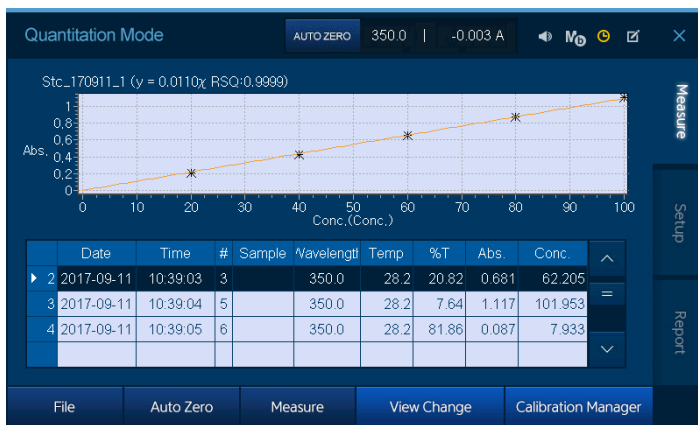 Quantitation Mode
AUTO ZERO 350.0 | -0.003 A
Mb
Stc_170911_1 (y = 0.0110χ RSQ:0.9999)
Measure
Setup
Report
1
0.8
0.6
Abs. 0.4
0.2
0
0 10 20 30 40 50 60 70 80 90 100
Conc.(Conc.)
Date Time # Sample Wavelength Temp %T Abs. Conc.
2 2017-09-11 10:39:03 3 350.0 28.2 20.82 0.681 62.205
3 2017-09-11 10:39:04 5 350.0 28.2 7.64 1.117 101.953
4 2017-09-11 10:39:05 6 350.0 28.2 81.86 0.087 7.933
File Auto Zero Measure View Change Calibration Manager